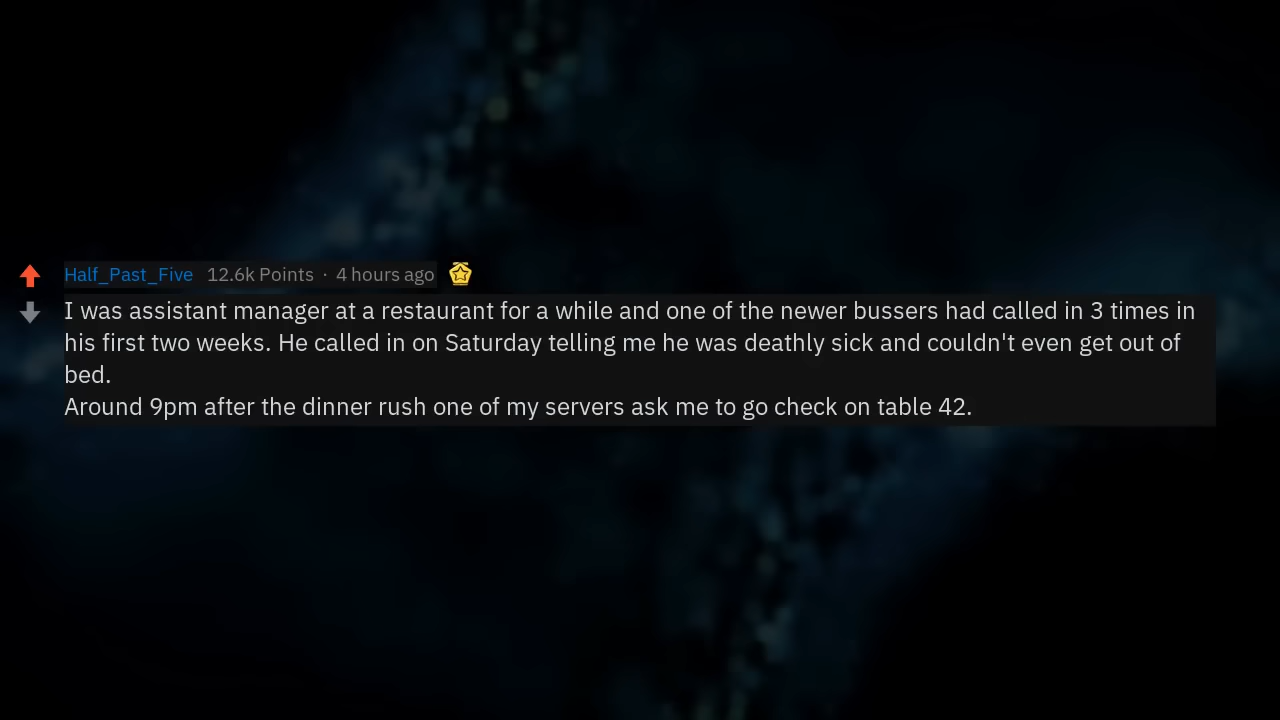 Half_Past_Five 12.6k Points · 4 hours ago
I was assistant manager at a restaurant for a while and one of the newer bussers had called in 3 times in
his first two weeks. He called in on Saturday telling me he was deathly sick and couldn't even get out of
bed.
Around 9pm after the dinner rush one of my servers ask me to go check on table 42.